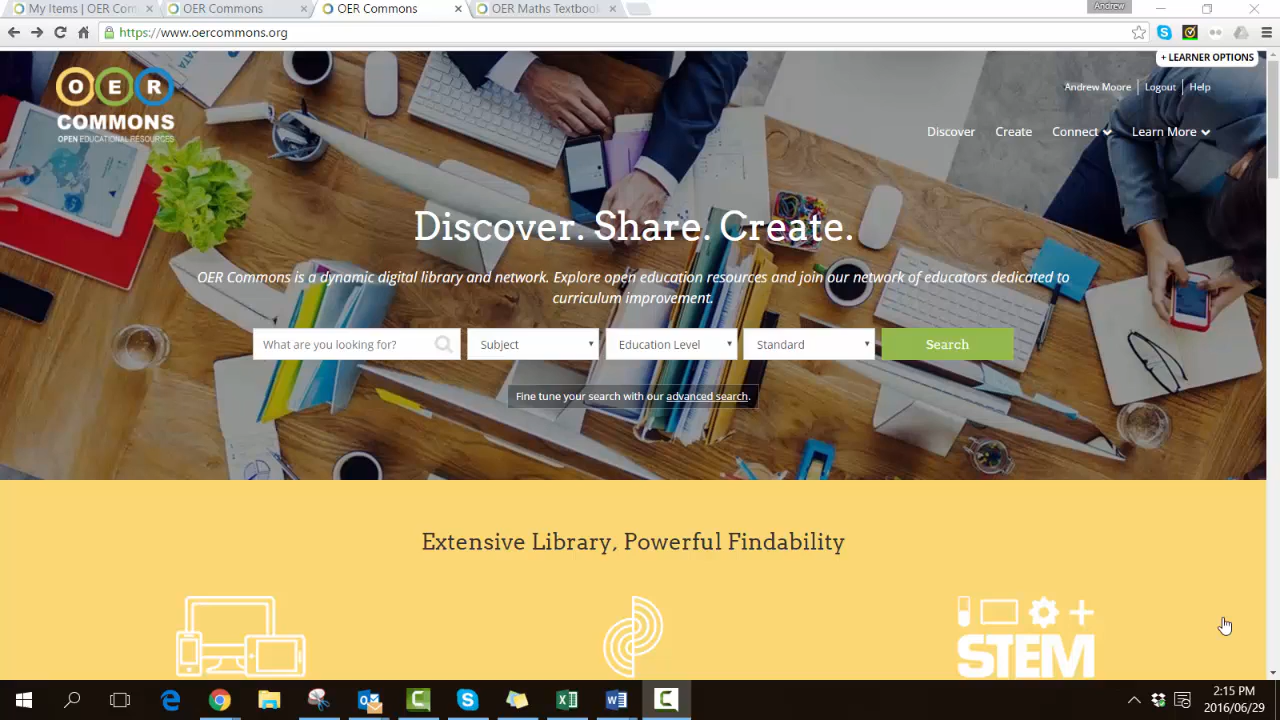 My Items | OER Com
OER Commons
OER Commons
OER Maths Textbook
Andrew
https://www.oercommons.org
+ LEARNER OPTIONS
OER
COMMONS
OPEN EDUCATIONAL RESOURCES
Andrew Moore
Logout
Help
Discover
Create
Connect
Learn More
Discover. Share. Create.
OER Commons is a dynamic digital library and network. Explore open education resources and join our network of educators dedicated to
curriculum improvement.
What are you looking for?
Subject
Education Level
Standard
Search
Fine tune your search with our advanced search.
Extensive Library, Powerful Findability
STEM
2:15 PM
2016/06/29